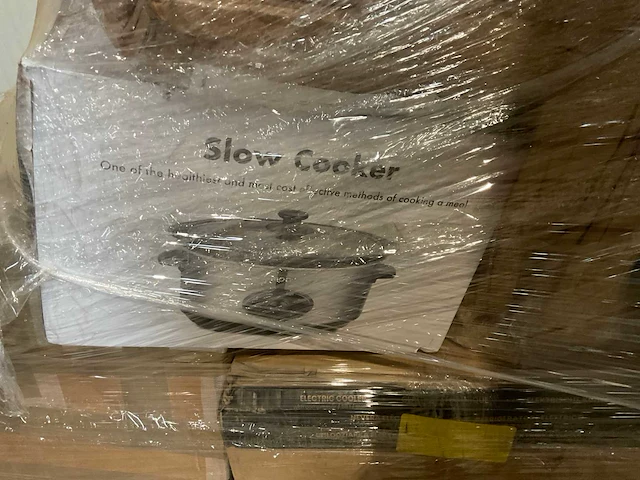 Slow Cooker
One of the healthiest and most cost effective methods of cooking a meal
ELECTRIC COOLER